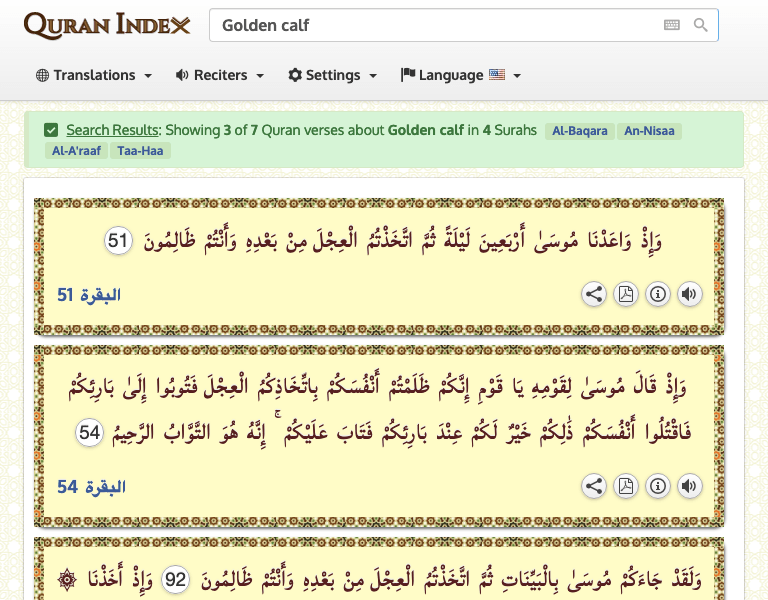 QURAN INDEX
Golden calf
Translations Reciters Settings Language
Search Results: Showing 3 of 7 Quran verses about Golden calf in 4 Surahs Al-Baqara An-Nisaa
Al-A'raaf Taa-Haa
وَإِذْ وَاعَدْنَا مُوسَىٰ أَرْبَعِينَ لَيْلَةً ثُمَّ اتَّخَذْتُمُ الْعِجْلَ مِنْ بَعْدِهِ وَأَنْتُمْ ظَالِمُونَ 51
البقرة 51
وَإِذْ قَالَ مُوسَىٰ لِقَوْمِهِ يَا قَوْمِ إِنَّكُمْ ظَلَمْتُمْ أَنْفُسَكُمْ بِاتِّخَاذِكُمُ الْعِجْلَ فَتُوبُوا إِلَىٰ بَارِئِكُمْ
فَاقْتُلُوا أَنْفُسَكُمْ ذَٰلِكُمْ خَيْرٌ لَكُمْ عِنْدَ بَارِئِكُمْ فَتَابَ عَلَيْكُمْ ۚ إِنَّهُ هُوَ التَّوَّابُ الرَّحِيمُ 54
البقرة 54
وَلَقَدْ جَاءَكُمْ مُوسَىٰ بِالْبَيِّنَاتِ ثُمَّ اتَّخَذْتُمُ الْعِجْلَ مِنْ بَعْدِهِ وَأَنْتُمْ ظَالِمُونَ 92 وَإِذْ أَخَذْنَا ۞